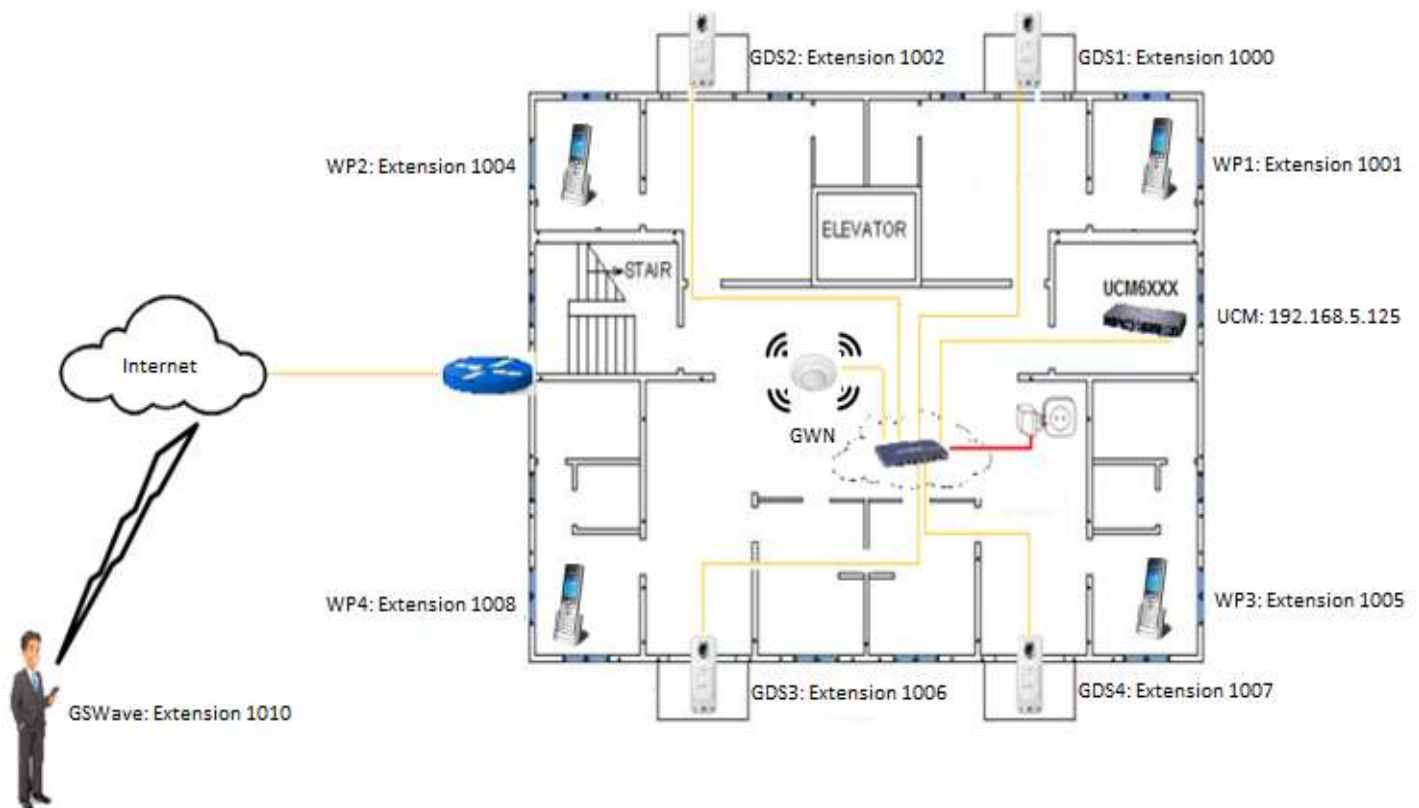 GDS2: Extension 1002
GDS1: Extension 1000
WP2: Extension 1004
WP1: Extension 1001
ELEVATOR
STAIR
UCM6XXX
UCM: 192.168.5.125
Internet
GWN
WP4: Extension 1008
WP3: Extension 1005
GDS3: Extension 1006
GDS4: Extension 1007
GSWave: Extension 1010